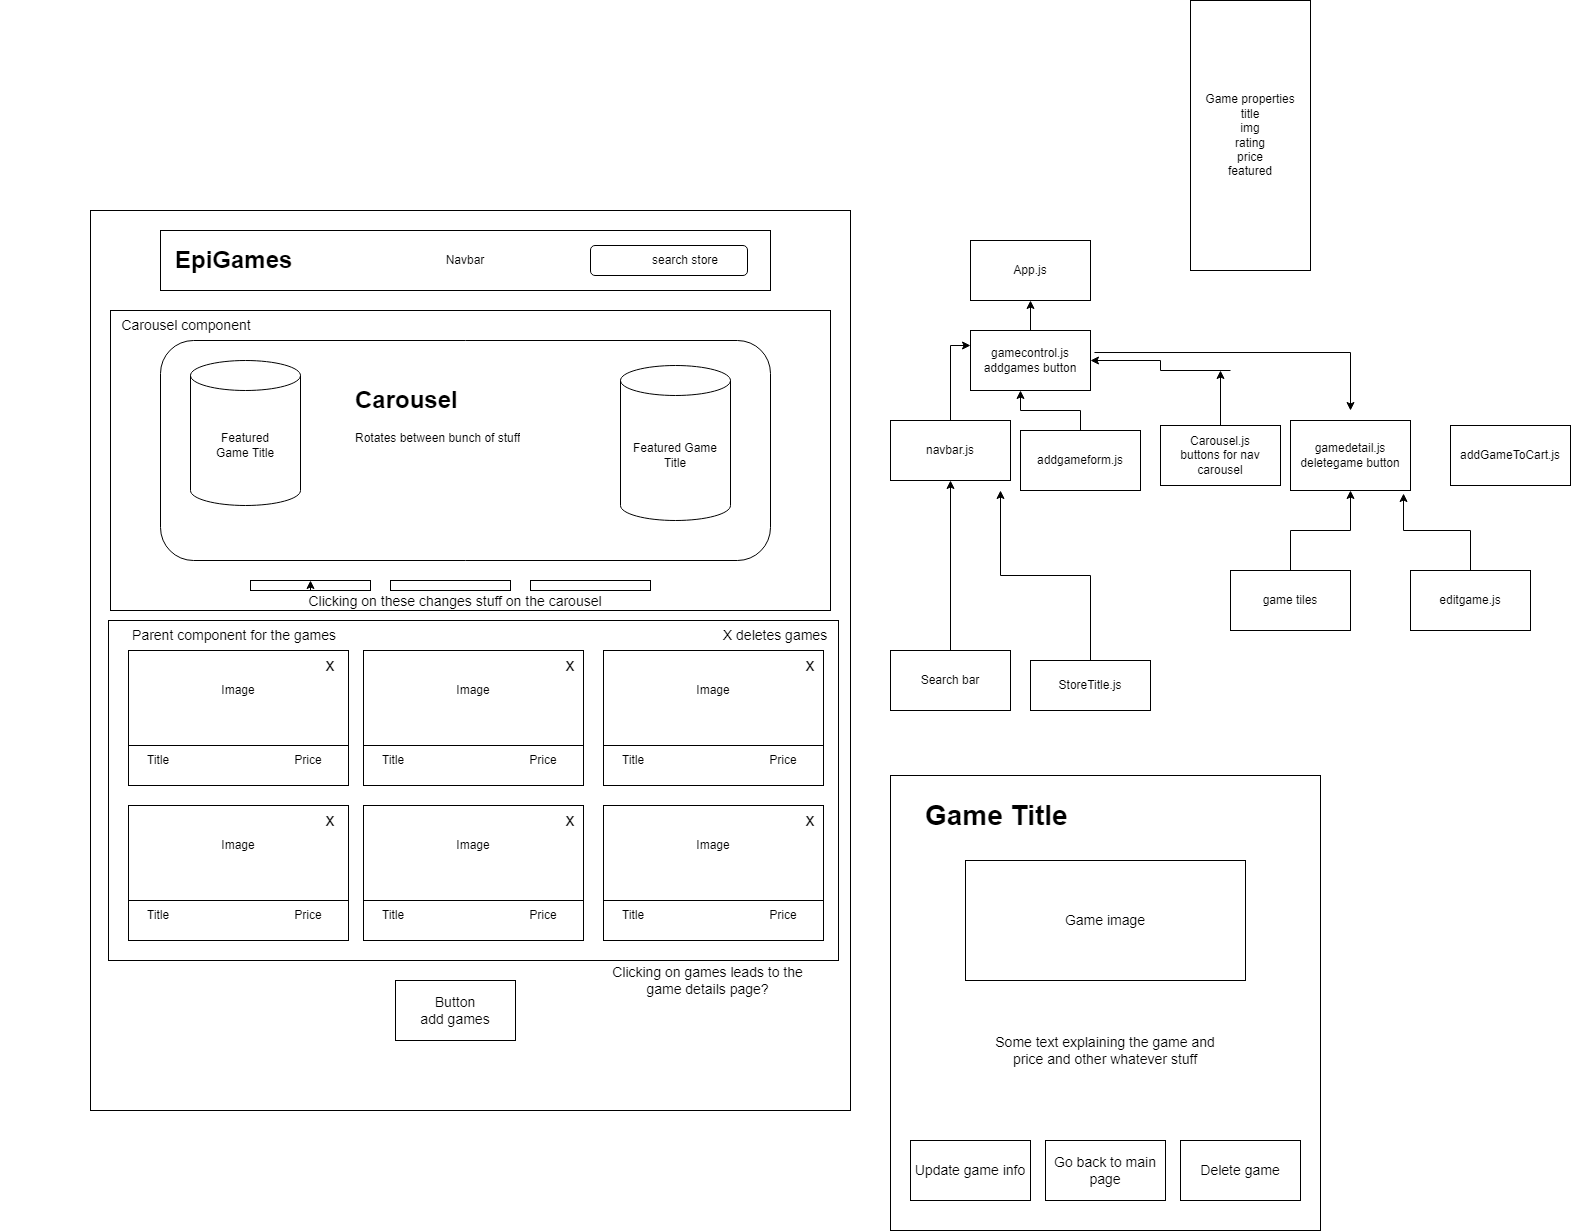 Game properties
title
img
rating
price
featured
EpiGames
Navbar
search store
Carousel component
Featured
Game Title
Carousel
Rotates between bunch of stuff
Featured Game
Title
Clicking on these changes stuff on the carousel
Parent component for the games
X deletes games
X
Image
Title
Price
X
Image
Title
Price
X
Image
Title
Price
X
Image
Title
Price
X
Image
Title
Price
X
Image
Title
Price
Clicking on games leads to the
game details page?
Button
add games
App.js
gamecontrol.js
addgames button
navbar.js
addgameform.js
Carousel.js
buttons for nav
carousel
gamedetail.js
deletegame button
addGameToCart.js
game tiles
editgame.js
Search bar
StoreTitle.js
Game Title
Game image
Some text explaining the game and
price and other whatever stuff
Update game info
Go back to main
page
Delete game